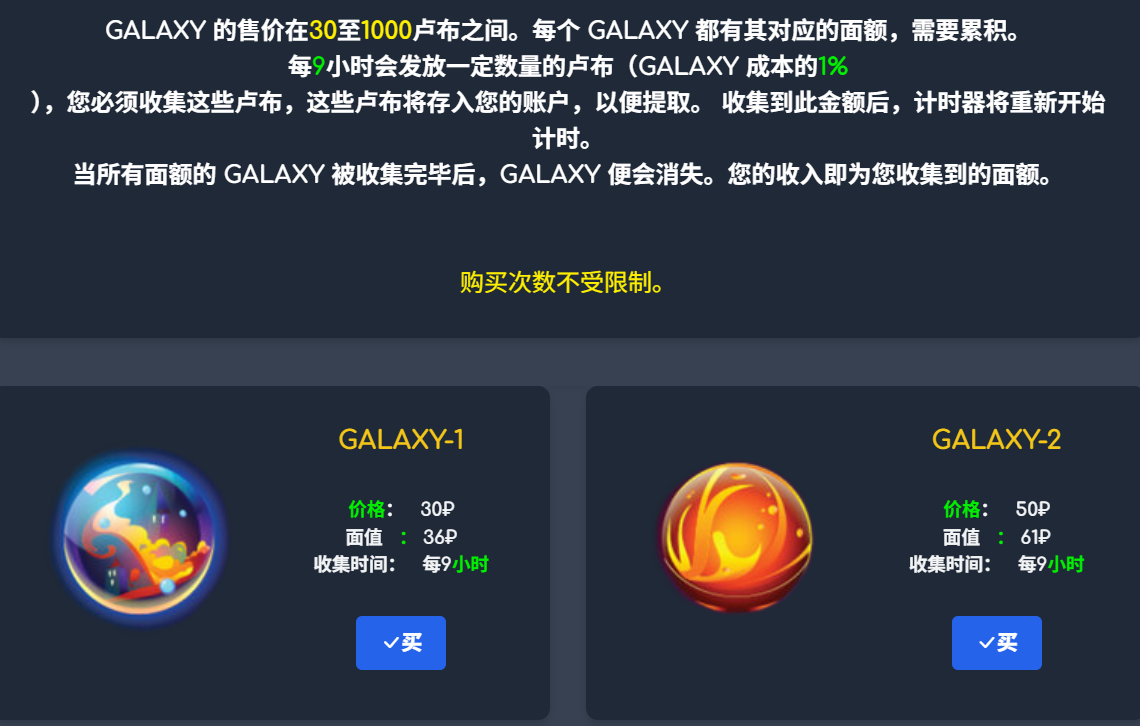 GALAXY 的售价在30至1000卢布之间。每个 GALAXY 都有其对应的面额，需要累积。
每9小时会发放一定数量的卢布（GALAXY 成本的1%
），您必须收集这些卢布，这些卢布将存入您的账户，以便提取。 收集到此金额后，计时器将重新开始
计时。
当所有面额的 GALAXY 被收集完毕后，GALAXY 便会消失。您的收入即为您收集到的面额。
购买次数不受限制。
GALAXY-1
价格： 30₽
面值 ： 36₽
收集时间： 每9小时
买
GALAXY-2
价格： 50₽
面值 ： 61₽
收集时间： 每9小时
买